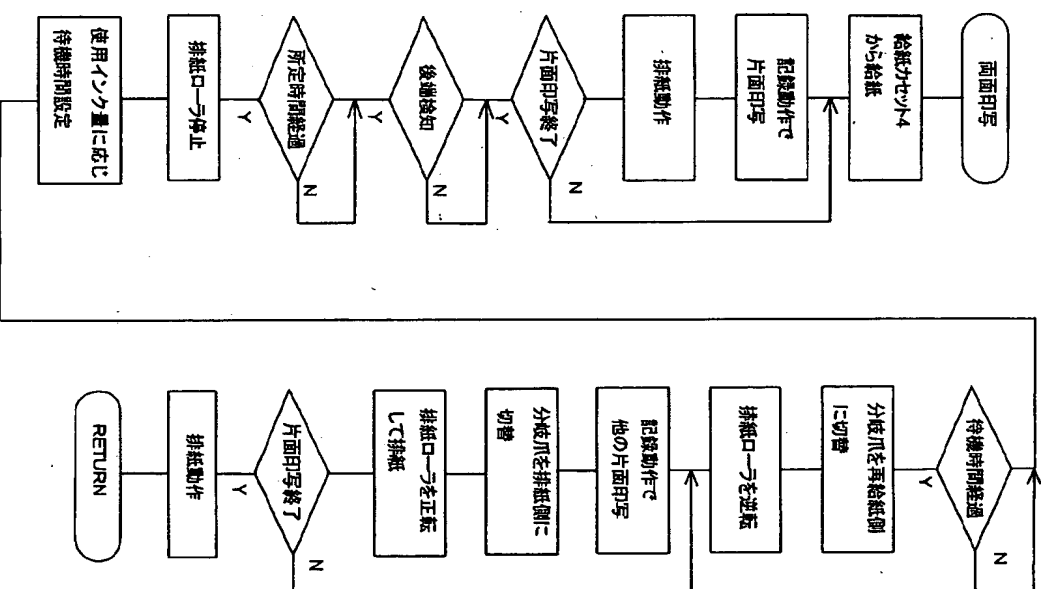 両面印写
給紙カセット4
から給紙
記録動作で
片面印写
排紙動作
片面印写終了
N
Y
後端検知
N
Y
所定時間経過
N
Y
排紙ローラ停止
使用インク量に応じ
待機時間設定
待機時間経過
N
Y
分岐爪を再給紙側
に切替
排紙ローラを逆転
記録動作で
他の片面印写
分岐爪を排紙側に
切替
排紙ローラを正転
して排紙
片面印写終了
N
Y
排紙動作
RETURN